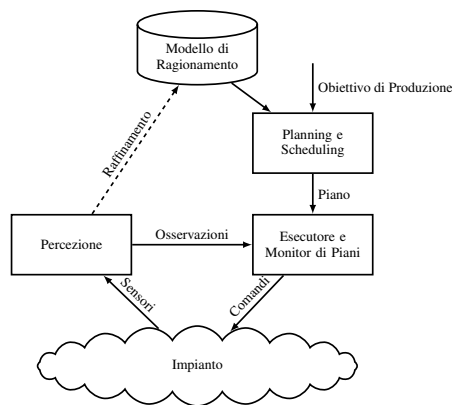 Modello di
Ragionamento
Obiettivo di Produzione
Planning e
Scheduling
Raffinamento
Piano
Percezione
Osservazioni
Esecutore e
Monitor di Piani
Sensori
Comandi
Impianto